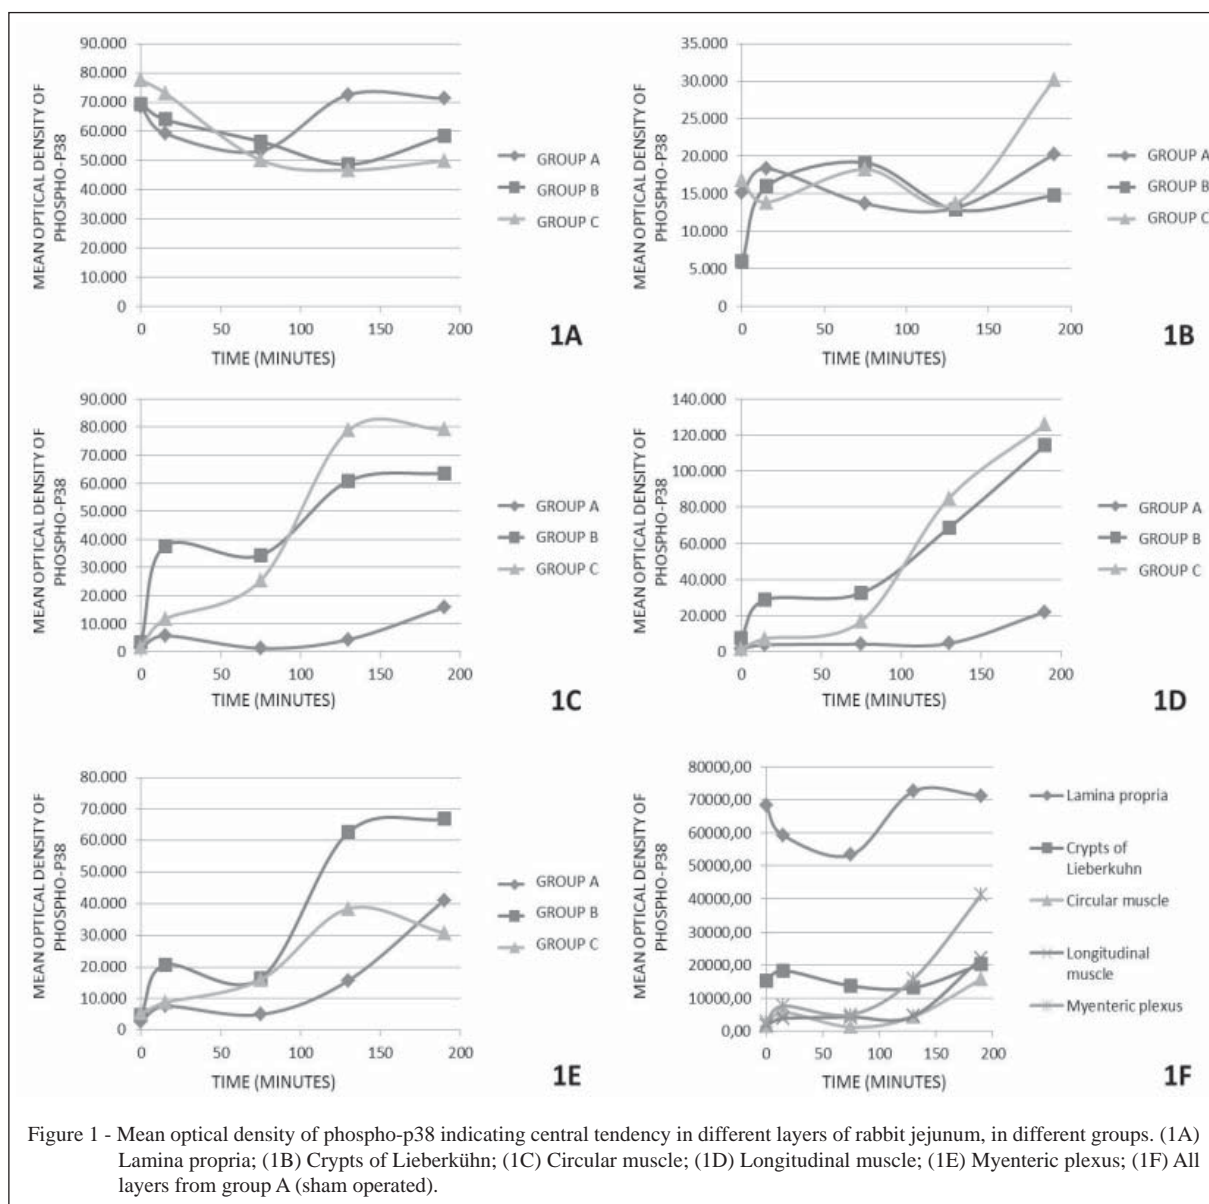 MEAN OPTICAL DENSITY OF
PHOSPHO-P38
90.000
80.000
70.000
60.000
50.000
40.000
30.000
20.000
10.000
0
0 50 100 150 200
TIME (MINUTES)
GROUP A
GROUP B
GROUP C
1A
MEAN OPTICAL DENSITY OF
PHOSPHO-P38
35.000
30.000
25.000
20.000
15.000
10.000
5.000
0
0 50 100 150 200
TIME (MINUTES)
GROUP A
GROUP B
GROUP C
1B
MEAN OPTICAL DENSITY OF
PHOSPHO-P38
90.000
80.000
70.000
60.000
50.000
40.000
30.000
20.000
10.000
0
0 50 100 150 200
TIME (MINUTES)
GROUP A
GROUP B
GROUP C
1C
MEAN OPTICAL DENSITY OF
PHOSPHO-P38
140.000
120.000
100.000
80.000
60.000
40.000
20.000
0
0 50 100 150 200
TIME (MINUTES)
GROUP A
GROUP B
GROUP C
1D
MEAN OPTICAL DENSITY OF
PHOSPHO-P38
80.000
70.000
60.000
50.000
40.000
30.000
20.000
10.000
0
0 50 100 150 200
TIME (MINUTES)
GROUP A
GROUP B
GROUP C
1E
MEAN OPTICAL DENSITY OF
PHOSPHO-P38
80000,00
70000,00
60000,00
50000,00
40000,00
30000,00
20000,00
10000,00
0,00
0 50 100 150 200
TIME (MINUTES)
Lamina propria
Crypts of
Lieberkuhn
Circular muscle
Longitudinal
muscle
Myenteric plexus
1F
Figure 1 - Mean optical density of phospho-p38 indicating central tendency in different layers of rabbit jejunum, in different groups. (1A)
Lamina propria; (1B) Crypts of Lieberkühn; (1C) Circular muscle; (1D) Longitudinal muscle; (1E) Myenteric plexus; (1F) All
layers from group A (sham operated).